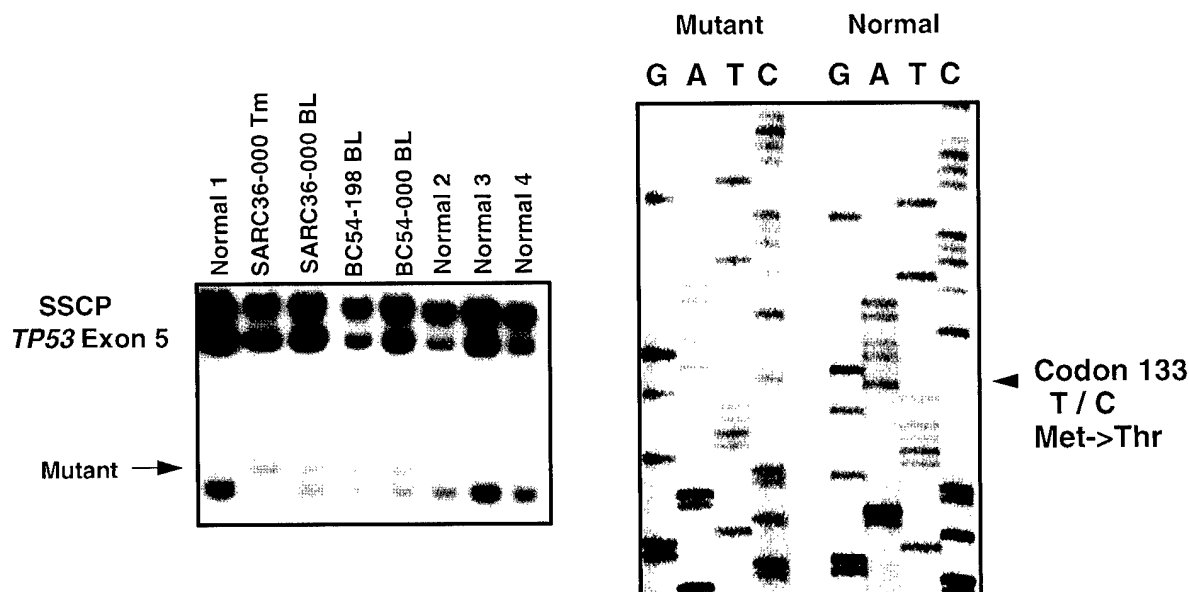 Mutant Normal
G A T C G A T C
Normal 1
SARC36-000 Tm
SARC36-000 BL
BC54-198 BL
BC54-000 BL
Normal 2
Normal 3
Normal 4
SSCP
TP53 Exon 5
Mutant
Codon 133
T / C
Met->Thr